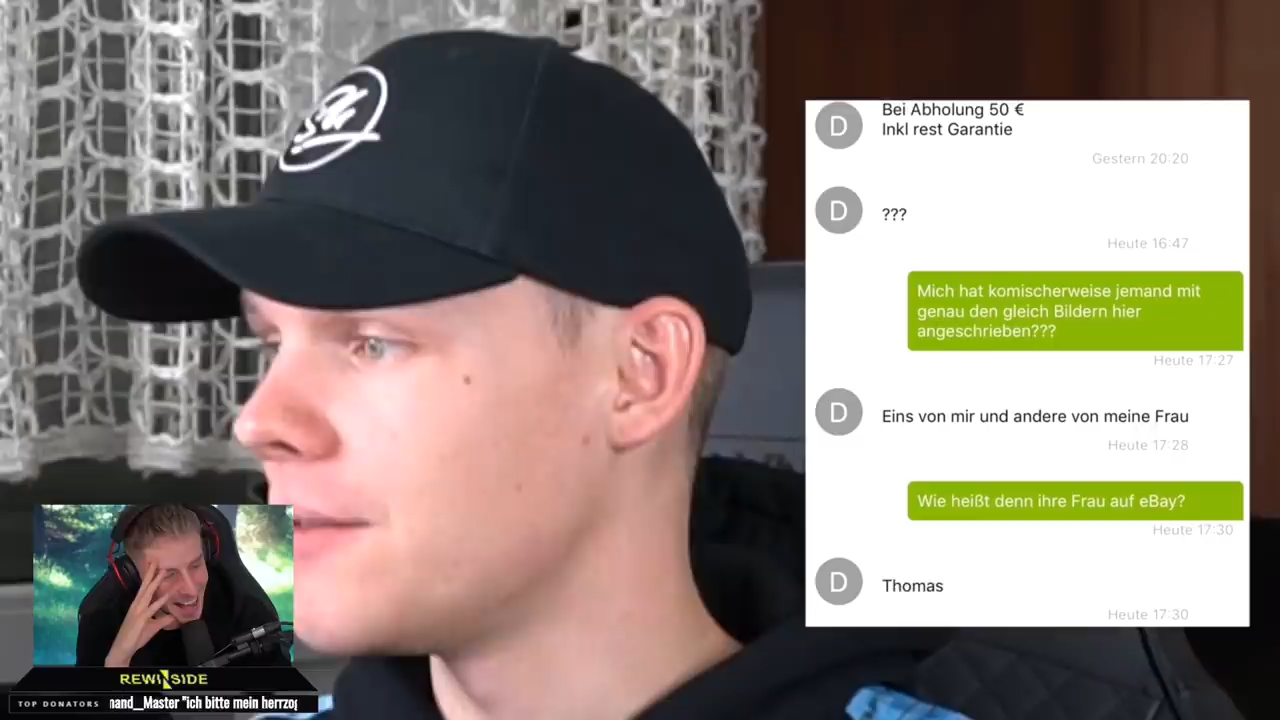 D
Bei Abholung 50 €
Inkl rest Garantie
Gestern 20:20
D
???
Heute 16:47
Mich hat komischerweise jemand mit
genau den gleich Bildern hier
angeschrieben???
Heute 17:27
D
Eins von mir und andere von meine Frau
Heute 17:28
Wie heißt denn ihre Frau auf eBay?
Heute 17:30
D
Thomas
Heute 17:30
REWINSIDE
TOP DONATORS nand__Master "ich bitte mein herrzog